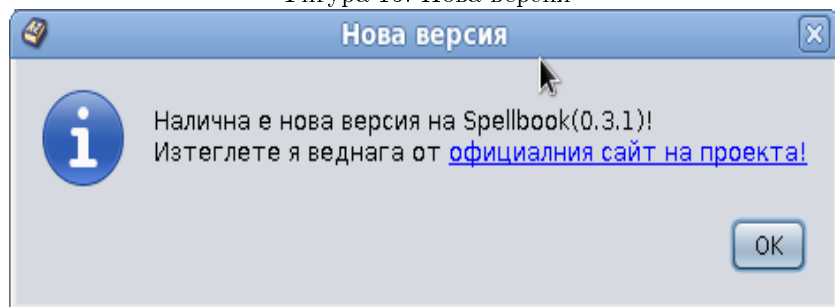 Нова версия
Налична е нова версия на Spellbook(0.3.1)!
Изтеглете я веднага от официалния сайт на проекта!
OK